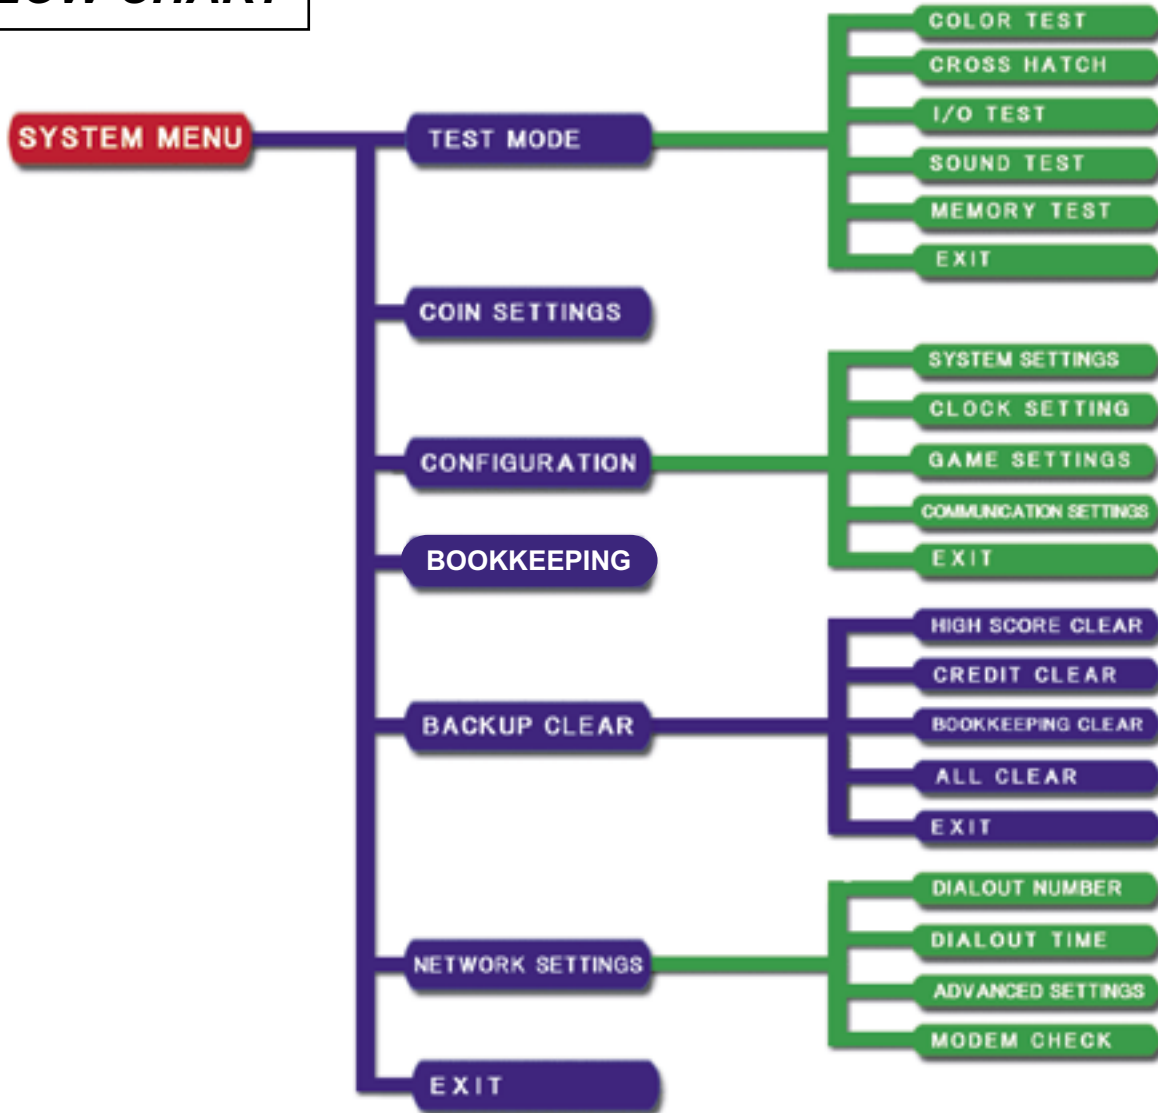 CHART
SYSTEM MENU
TEST MODE
COLOR TEST
CROSS HATCH
I/O TEST
SOUND TEST
MEMORY TEST
EXIT
COIN SETTINGS
CONFIGURATION
SYSTEM SETTINGS
CLOCK SETTING
GAME SETTINGS
COMMUNICATION SETTINGS
EXIT
BOOKKEEPING
BACKUP CLEAR
HIGH SCORE CLEAR
CREDIT CLEAR
BOOKKEEPING CLEAR
ALL CLEAR
EXIT
NETWORK SETTINGS
DIALOUT NUMBER
DIALOUT TIME
ADVANCED SETTINGS
MODEM CHECK
EXIT